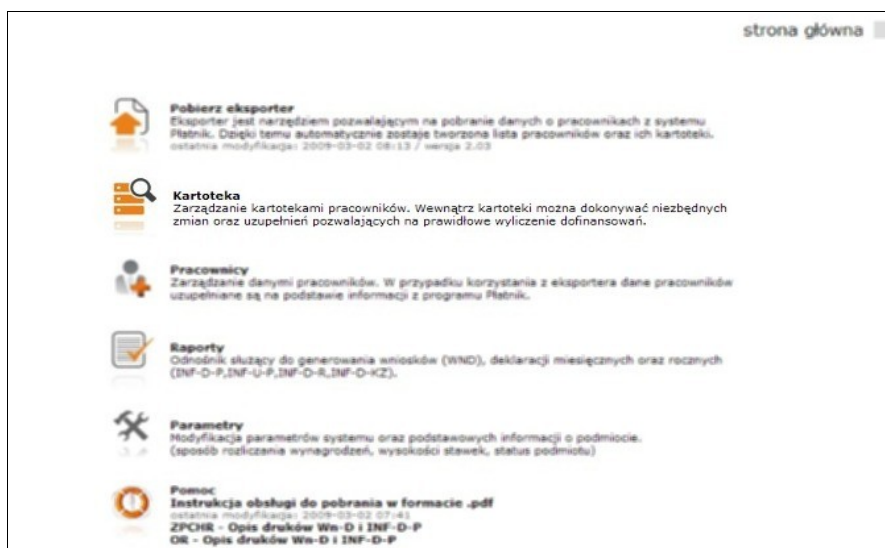 strona główna
Pobierz eksporter
Eksporter jest narzędziem pozwalającym na pobranie danych o pracownikach z systemu
Płatnik. Dzięki temu automatycznie zostaje tworzona lista pracowników oraz ich kartoteki.
ostatnia modyfikacja: 2009-03-02 08:13 / wersja 2.03
Kartoteka
Zarządzanie kartotekami pracowników. Wewnątrz kartoteki można dokonywać niezbędnych
zmian oraz uzupełnień pozwalających na prawidłowe wyliczenie dofinansowań.
Pracownicy
Zarządzanie danymi pracowników. W przypadku korzystania z eksportera dane pracowników
uzupełniane są na podstawie informacji z programu Płatnik.
Raporty
Odnośnik służący do generowania wniosków (WND), deklaracji miesięcznych oraz rocznych
(INF-D-P,INF-U-P,INF-D-R,INF-D-KZ).
Parametry
Modyfikacja parametrów systemu oraz podstawowych informacji o podmiocie.
(sposób rozliczania wynagrodzeń, wysokości stawek, status podmiotu)
Pomoc
Instrukcja obsługi do pobrania w formacie .pdf
ostatnia modyfikacja: 2009-03-02 07:41
ZPCHR - Opis druków Wn-D i INF-D-P
OR - Opis druków Wn-D i INF-D-P